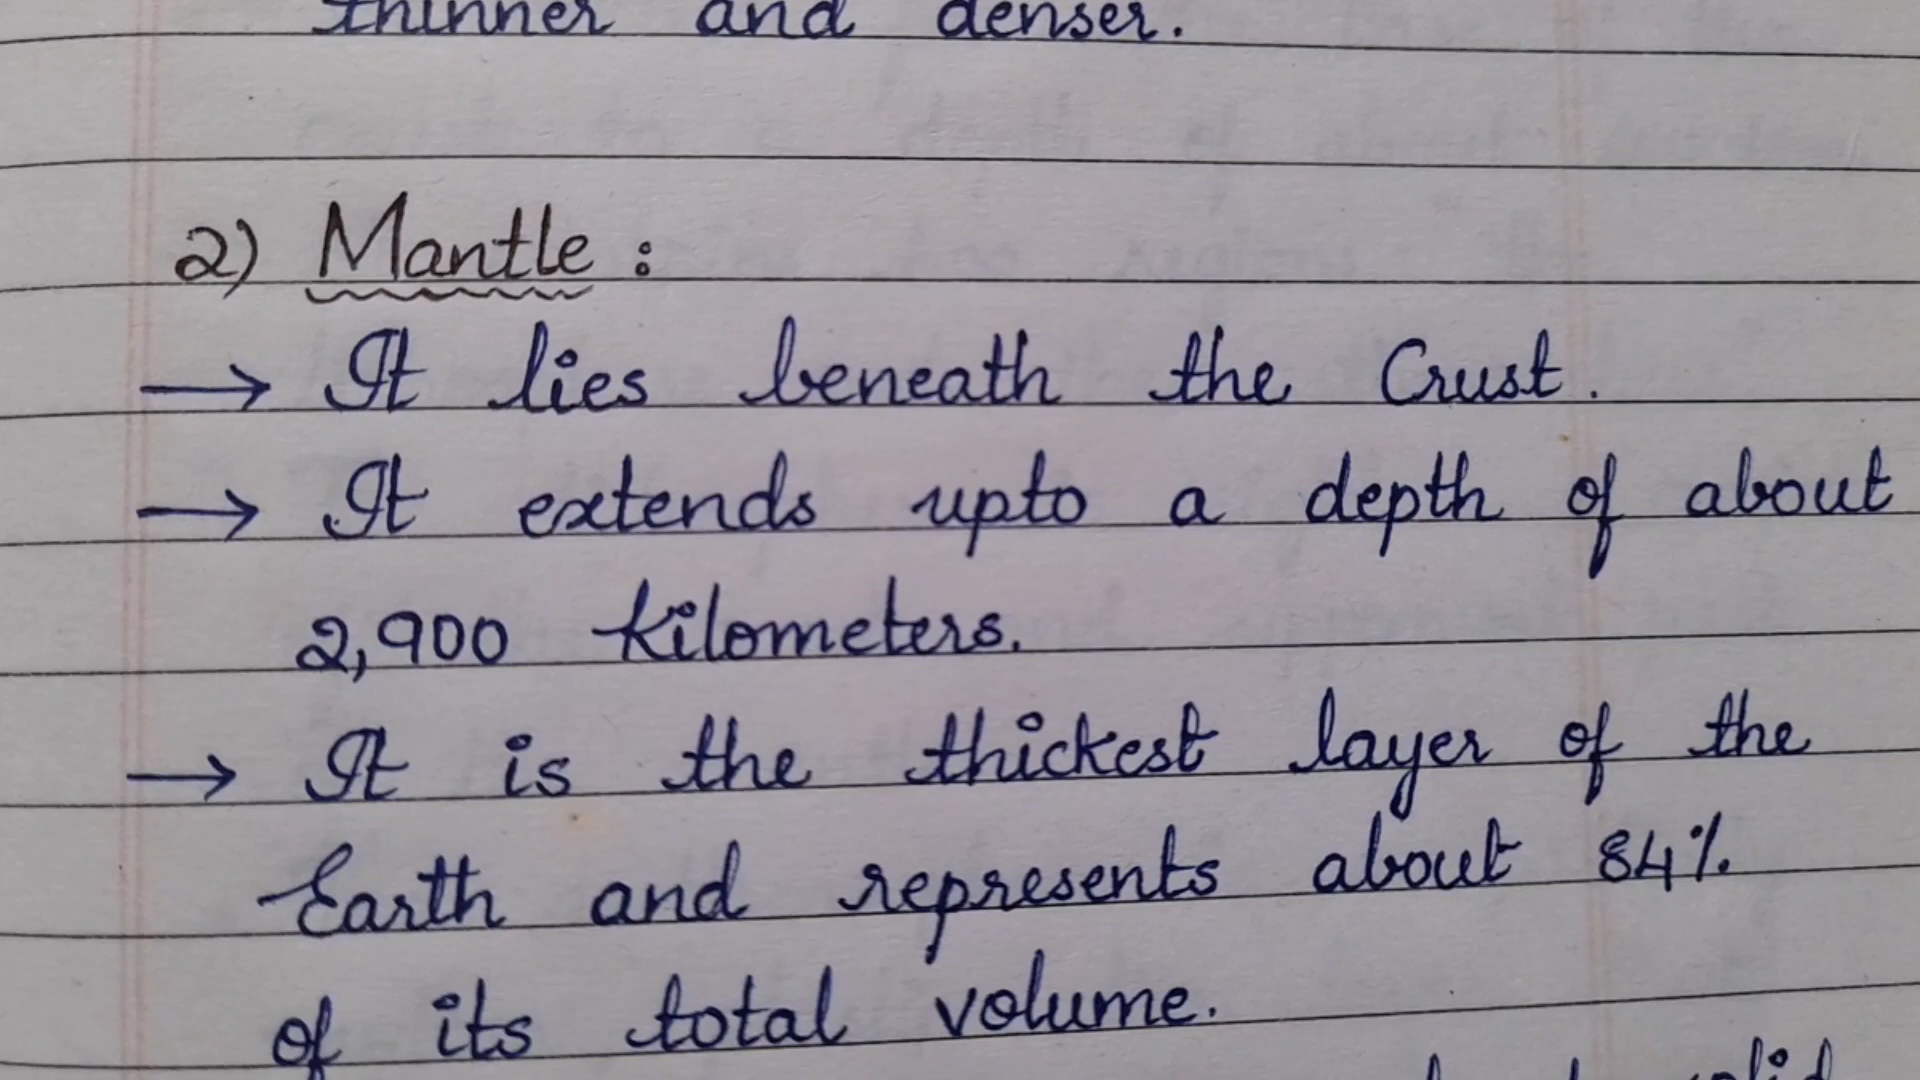 thinner and denser.
2) Mantle :
→ It lies beneath the Crust.
→ It extends upto a depth of about
2,900 kilometers.
→ It is the thickest layer of the
Earth and represents about 84%
of its total volume.
solid